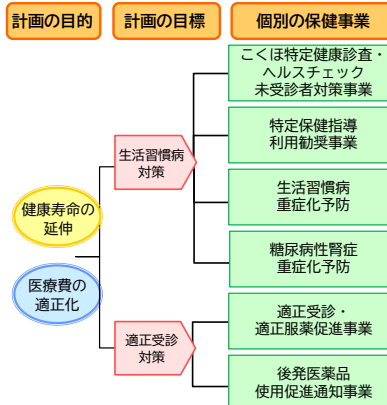 計画の目的
計画の目標
個別の保健事業
健康寿命の
延伸
医療費の
適正化
生活習慣病
対策
適正受診
対策
こくほ特定健康診査・
ヘルスチェック
未受診者対策事業
特定保健指導
利用勧奨事業
生活習慣病
重症化予防
糖尿病性腎症
重症化予防
適正受診・
適正服薬促進事業
後発医薬品
使用促進通知事業